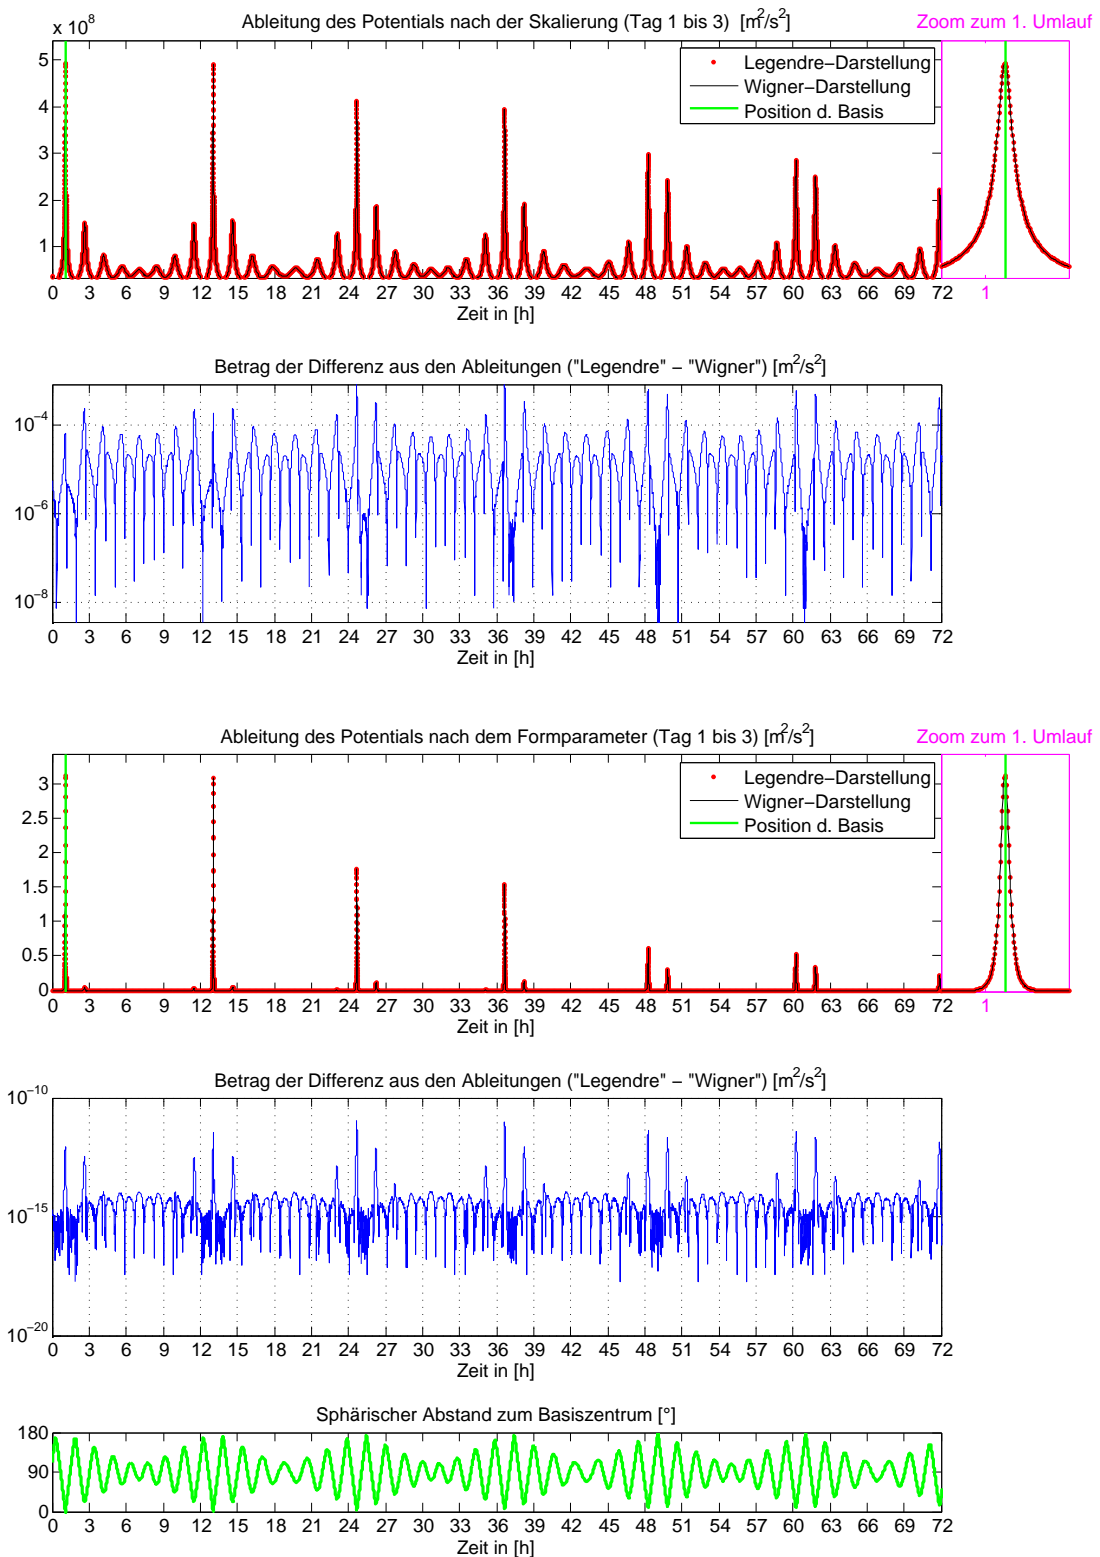 Ableitung des Potentials nach der Skalierung (Tag 1 bis 3) [m²/s²]
Zoom zum 1. Umlauf
x 10⁸
5
4
3
2
1
Legendre−Darstellung
Wigner−Darstellung
Position d. Basis
0 3 6 9 12 15 18 21 24 27 30 33 36 39 42 45 48 51 54 57 60 63 66 69 72
1
Zeit in [h]
Betrag der Differenz aus den Ableitungen ("Legendre" − "Wigner") [m²/s²]
10⁻⁴
10⁻⁶
10⁻⁸
0 3 6 9 12 15 18 21 24 27 30 33 36 39 42 45 48 51 54 57 60 63 66 69 72
Zeit in [h]
Ableitung des Potentials nach dem Formparameter (Tag 1 bis 3) [m²/s²]
Zoom zum 1. Umlauf
3
2.5
2
1.5
1
0.5
0
Legendre−Darstellung
Wigner−Darstellung
Position d. Basis
0 3 6 9 12 15 18 21 24 27 30 33 36 39 42 45 48 51 54 57 60 63 66 69 72
1
Zeit in [h]
Betrag der Differenz aus den Ableitungen ("Legendre" − "Wigner") [m²/s²]
10⁻¹⁰
10⁻¹⁵
10⁻²⁰
0 3 6 9 12 15 18 21 24 27 30 33 36 39 42 45 48 51 54 57 60 63 66 69 72
Zeit in [h]
Sphärischer Abstand zum Basiszentrum [°]
180
90
0
0 3 6 9 12 15 18 21 24 27 30 33 36 39 42 45 48 51 54 57 60 63 66 69 72
Zeit in [h]